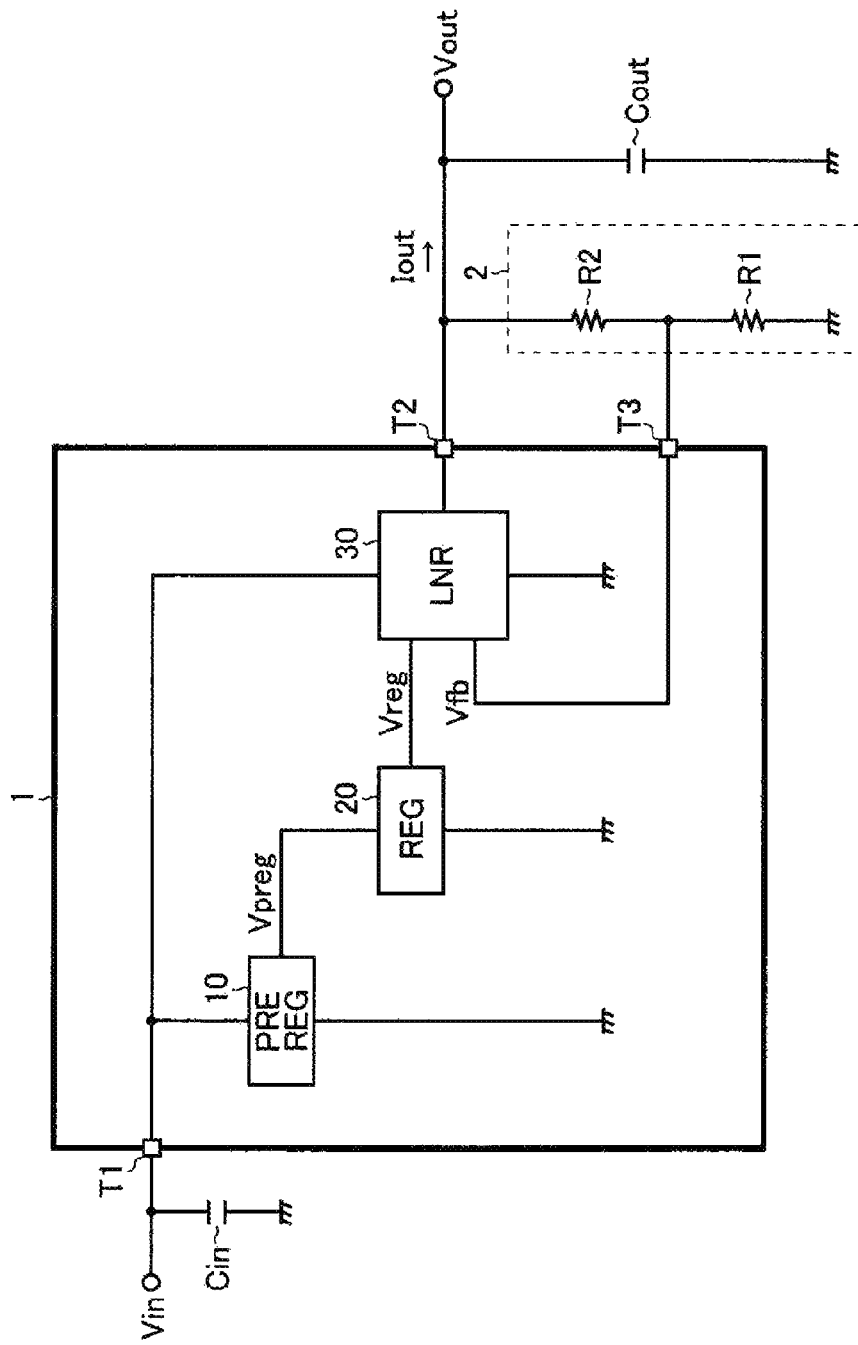 1
Vin
Cin
T1
10
PRE
REG
Vpreg
20
REG
Vreg
Vfb
30
LNR
T2
T3
Iout
2
R2
R1
Vout
Cout